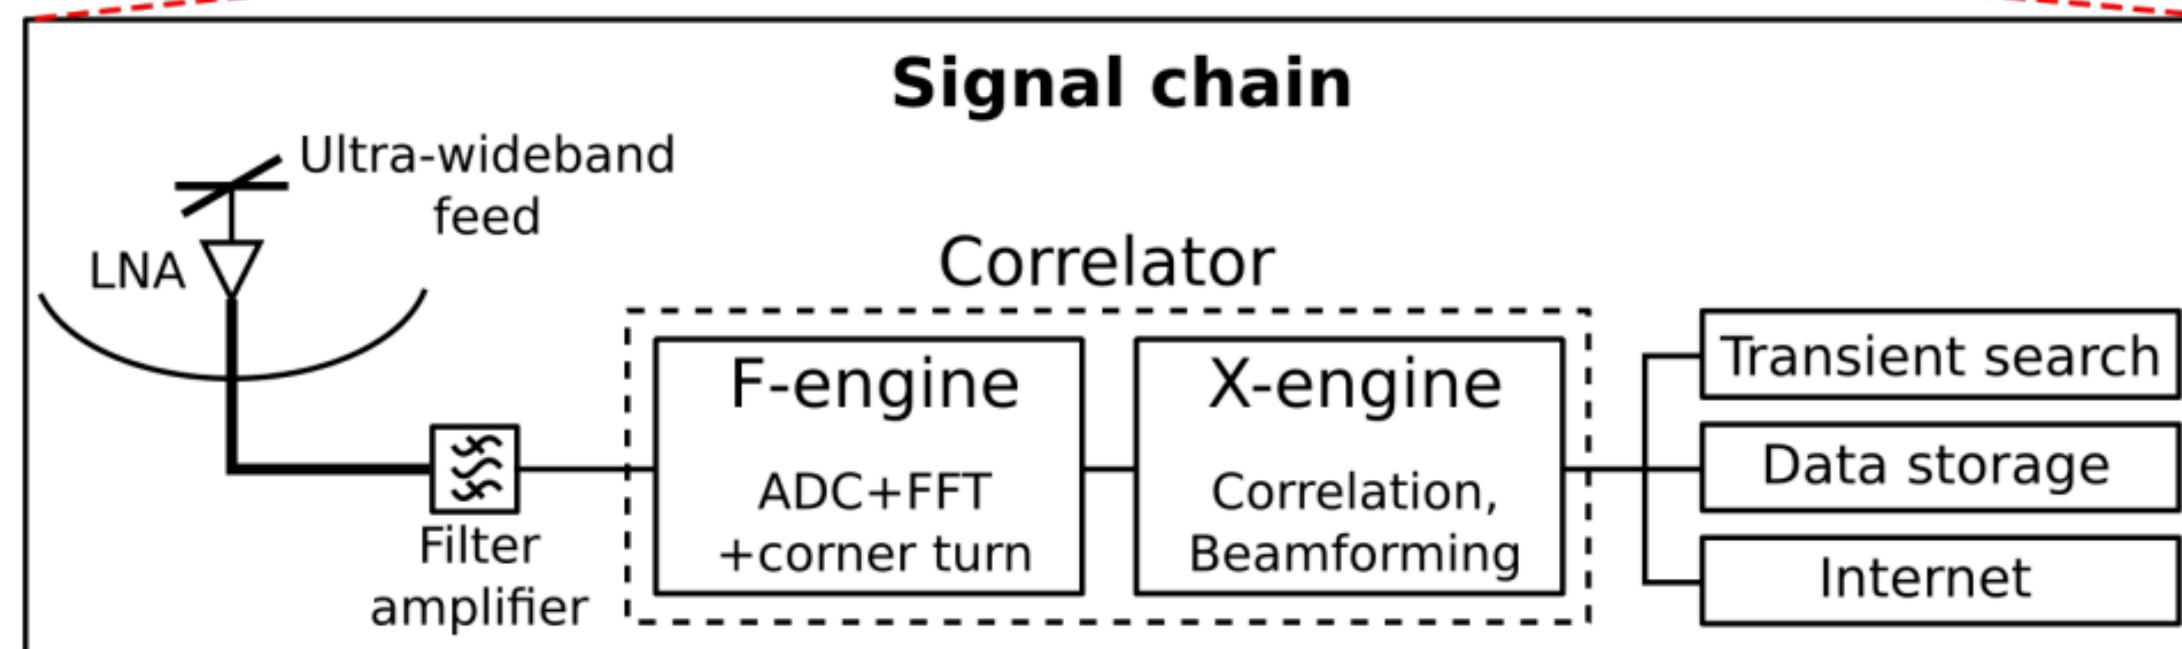 Signal chain
Ultra-wideband
feed
LNA
Correlator
F-engine
ADC+FFT
+corner turn
X-engine
Correlation,
Beamforming
Filter
amplifier
Transient search
Data storage
Internet